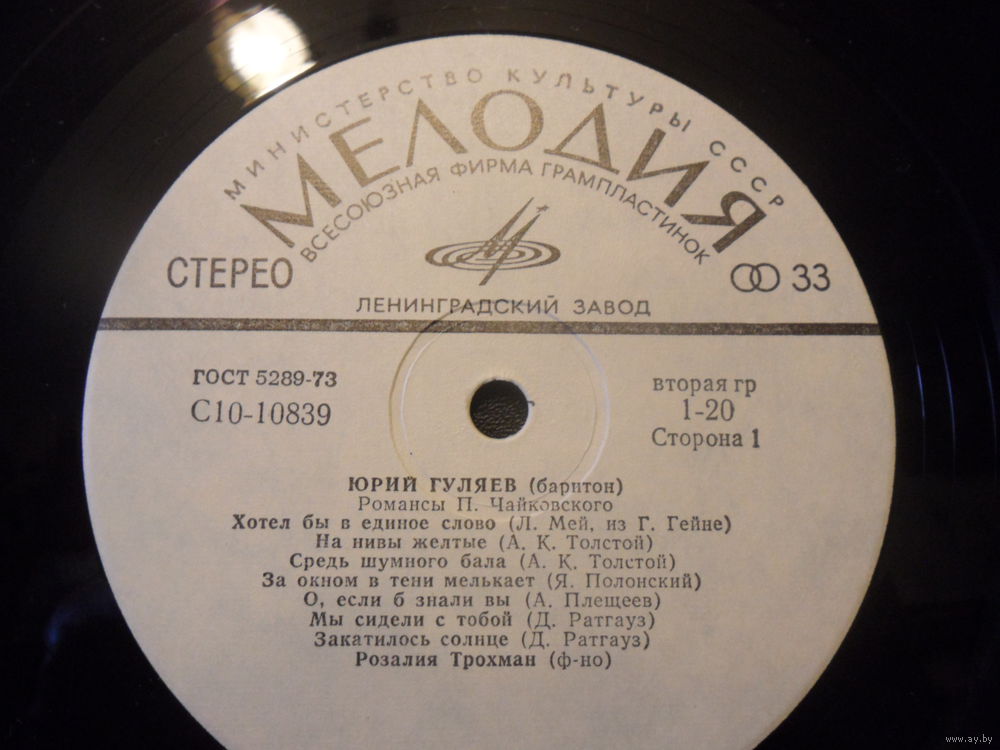 МИНИСТЕРСТВО КУЛЬТУРЫ СССР
МЕЛОДИЯ
ВСЕСОЮЗНАЯ ФИРМА ГРАМПЛАСТИНОК
СТЕРЕО
33
ЛЕНИНГРАДСКИЙ ЗАВОД
ГОСТ 5289-73
С10-10839
вторая гр
1-20
Сторона 1
ЮРИЙ ГУЛЯЕВ (баритон)
Романсы П. Чайковского
Хотел бы в единое слово (Л. Мей, из Г. Гейне)
На нивы желтые (А. К. Толстой)
Средь шумного бала (А. К. Толстой)
За окном в тени мелькает (Я. Полонский)
О, если б знали вы (А. Плещеев)
Мы сидели с тобой (Д. Ратгауз)
Закатилось солнце (Д. Ратгауз)
Розалия Трохман (ф-но)
www.ay.by